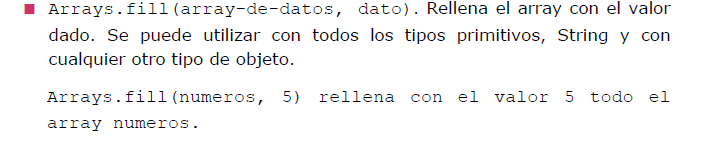 ■ Arrays.fill(array-de-datos, dato). Rellena el array con el valor
dado. Se puede utilizar con todos los tipos primitivos, String y con
cualquier otro tipo de objeto.
Arrays.fill(numeros, 5) rellena con el valor 5 todo el
array numeros.